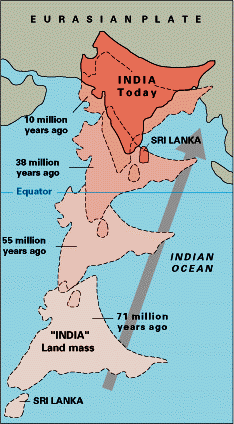 EURASIAN PLATE
INDIA
Today
10 million
years ago
SRI LANKA
38 million
years ago
Equator
55 million
years ago
INDIAN
OCEAN
71 million
years ago
"INDIA"
Land mass
SRI LANKA